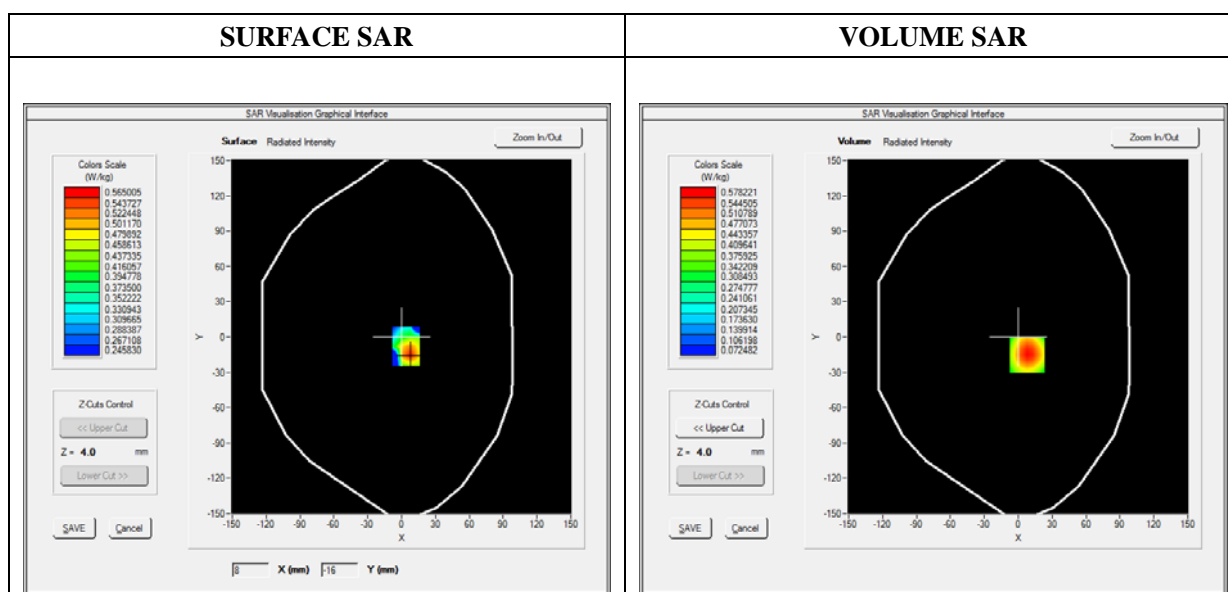 SURFACE SAR
VOLUME SAR
SAR Visualisation Graphical Interface
Surface Radiated Intensity
Zoom In/Out
Colors Scale
(W/kg)
0.565005
0.543727
0.522448
0.501170
0.479892
0.458613
0.437335
0.416057
0.394778
0.373500
0.352222
0.330943
0.309665
0.288387
0.267108
0.245830
Z-Cuts Control
<< Upper Cut
Z = 4.0 mm
Lower Cut >>
SAVE Cancel
150
120
90
60
30
0
-30
-60
-90
-120
-150
Y
-150 -120 -90 -60 -30 0 30 60 90 120 150
X
8 X (mm) -16 Y (mm)
SAR Visualisation Graphical Interface
Volume Radiated Intensity
Zoom In/Out
Colors Scale
(W/kg)
0.578221
0.544505
0.510789
0.477073
0.443357
0.409641
0.375925
0.342209
0.308493
0.274777
0.241061
0.207345
0.173630
0.139914
0.106198
0.072482
Z-Cuts Control
<< Upper Cut
Z = 4.0 mm
Lower Cut >>
SAVE Cancel
150
120
90
60
30
0
-30
-60
-90
-120
-150
Y
-150 -120 -90 -60 -30 0 30 60 90 120 150
X